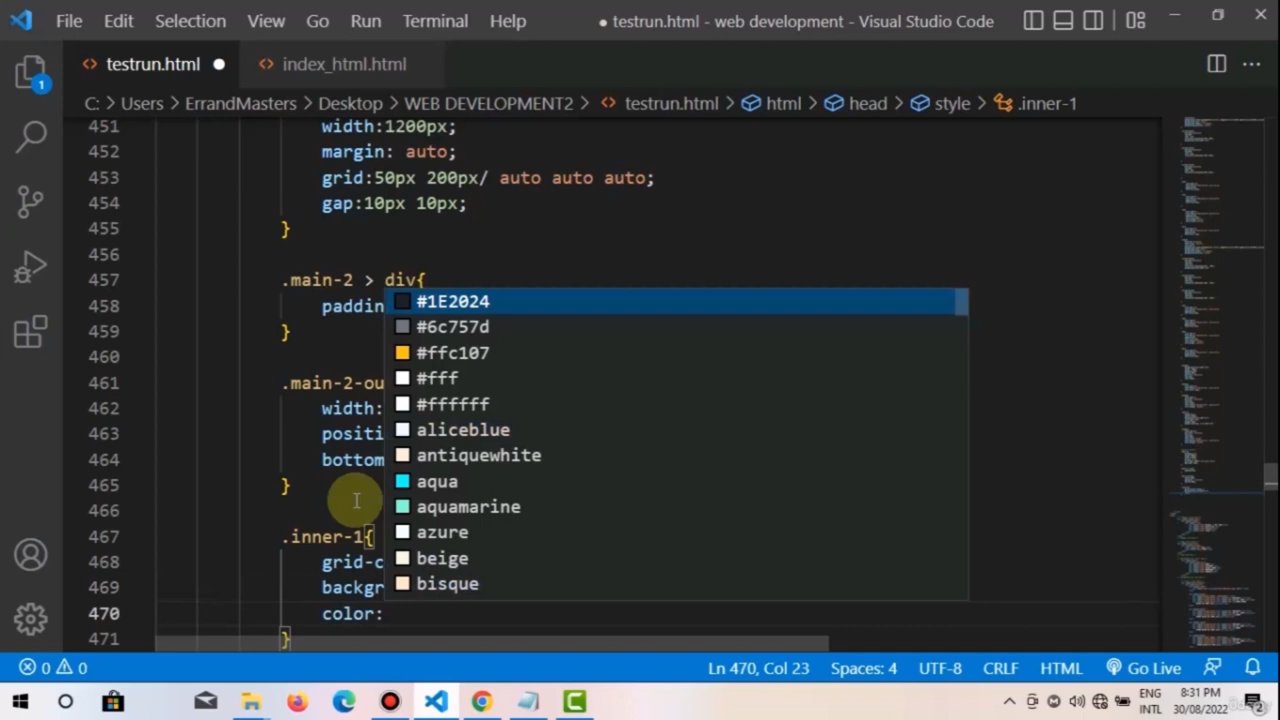 File Edit Selection View Go Run Terminal Help ● testrun.html - web development - Visual Studio Code
testrun.html ● index_html.html
C: > Users > ErrandMasters > Desktop > WEB DEVELOPMENT2 > testrun.html > html > head > style > .inner-1
451 width:1200px;
452 margin: auto;
453 grid:50px 200px/ auto auto auto;
454 gap:10px 10px;
455 }
456
457 .main-2 > div{
458 paddin
459 }
460
461 .main-2-ou
462 width:
463 positi
464 bottom
465 }
466
467 .inner-1{
468 grid-c
469 backgr
470 color:
471 }
#1E2024
#6c757d
#ffc107
#fff
#ffffff
aliceblue
antiquewhite
aqua
aquamarine
azure
beige
bisque
1
0 0 Ln 470, Col 23 Spaces: 4 UTF-8 CRLF HTML Go Live
ENG 8:31 PM
INTL 30/08/2022 2